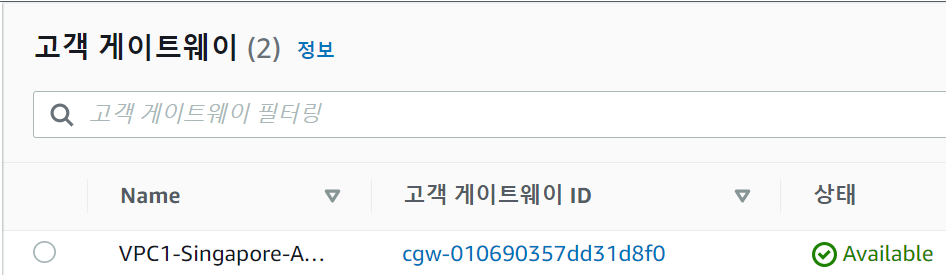 고객 게이트웨이 (2) 정보
고객 게이트웨이 필터링
Name 고객 게이트웨이 ID 상태
VPC1-Singapore-A... cgw-010690357dd31d8f0 Available